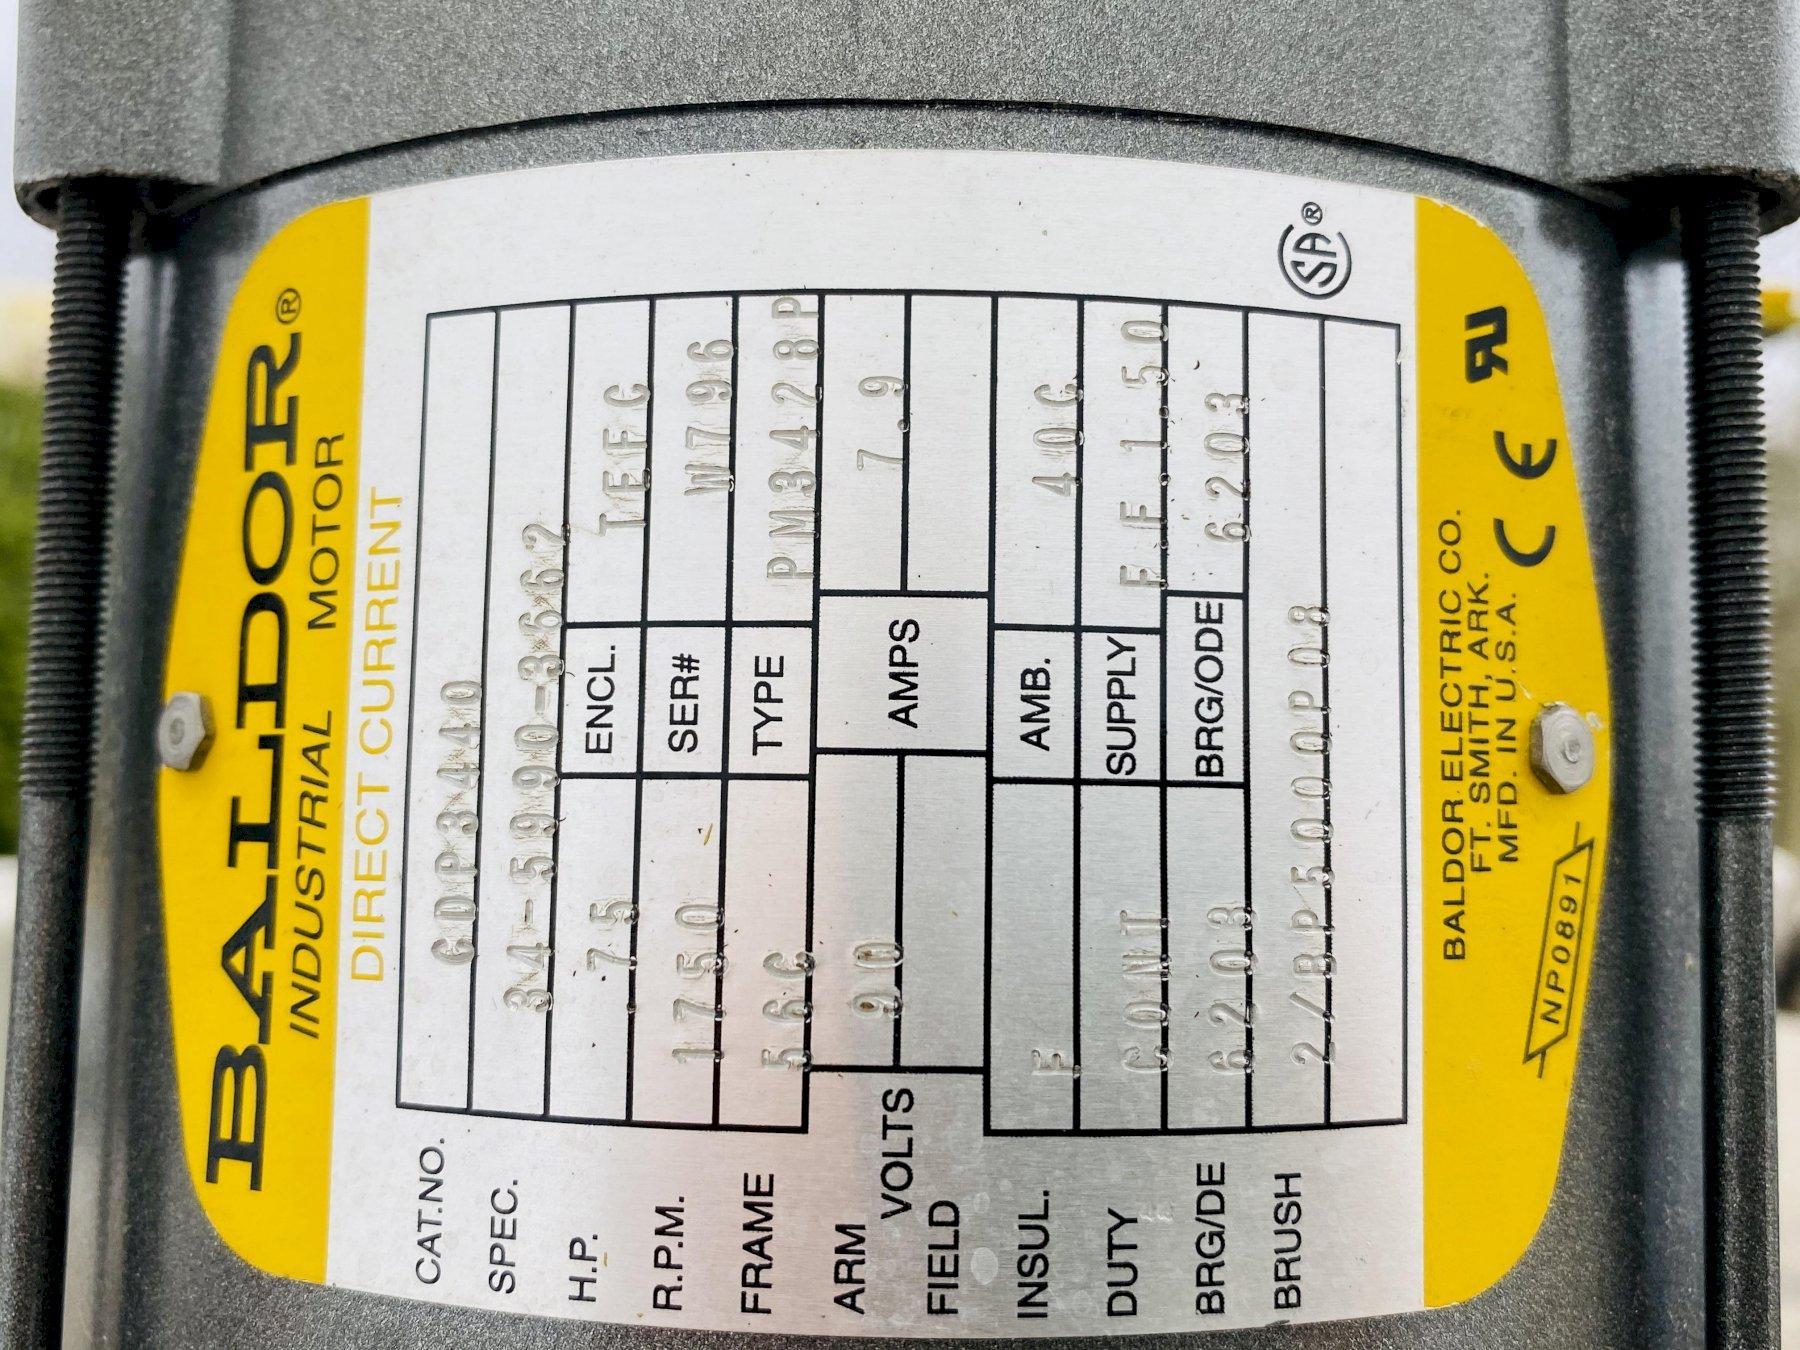 BALDOR®
INDUSTRIAL MOTOR
DIRECT CURRENT
CAT.NO. CDP3440
SPEC. 34-5990-3662
H.P. .75 ENCL. TEFC
R.P.M. 1750 SER# W796
FRAME 56C TYPE PM3428P
ARM 90 7.9
VOLTS AMPS
FIELD
INSUL. F AMB. 40C
DUTY CONT SUPPLY FF1.50
BRG/DE 6203 BRG/ODE 6203
BRUSH 2/BP5000P08
SA®
NP0891
BALDOR ELECTRIC CO.
FT. SMITH, ARK.
MFD. IN U.S.A.
CE
RU